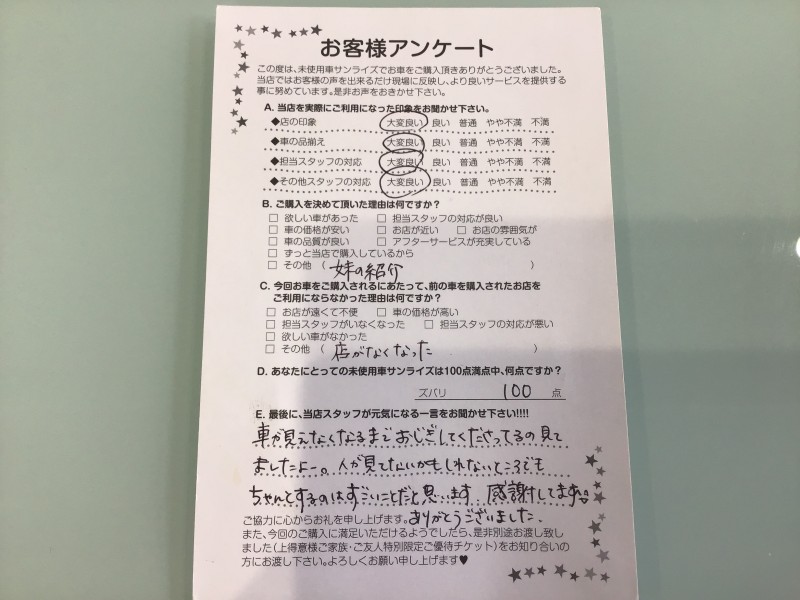 お客様アンケート
この度は、未使用車サンライズでお車をご購入頂きありがとうございました。
当店ではお客様の声を出来るだけ現場に反映し、より良いサービスを提供する
事に努めています。是非お声をおきかせ下さい。
A. 当店を実際にご利用になった印象をお聞かせ下さい。
◆店の印象 大変良い 良い 普通 やや不満 不満
◆車の品揃え 大変良い 良い 普通 やや不満 不満
◆担当スタッフの対応 大変良い 良い 普通 やや不満 不満
◆その他スタッフの対応 大変良い 良い 普通 やや不満 不満
B. ご購入を決めて頂いた理由は何ですか?
□ 欲しい車があった □ 担当スタッフの対応が良い
□ 車の価格が安い □ お店が近い □ お店の雰囲気が
□ 車の品質が良い □ アフターサービスが充実している
□ ずっと当店で購入しているから
□ その他 ( 妹の紹介 )
C. 今回お車をご購入されるにあたって、前の車を購入されたお店を
ご利用にならなかった理由は何ですか?
□ お店が遠くて不便 □ 車の価格が高い
□ 担当スタッフがいなくなった □ 担当スタッフの対応が悪い
□ 欲しい車がなかった
□ その他 ( 店がなくなった )
D. あなたにとっての未使用車サンライズは100点満点中、何点ですか?
ズバリ 100 点
E. 最後に、当店スタッフが元気になる一言をお聞かせ下さい!!!!
車が見えなくなるまでおじぎしてくださってるの見て
ましたよー。人が見てないかもしれないところでも
ちゃんとするのはすごいことだと思います。感謝してます。
ご協力に心からお礼を申し上げます。ありがとうございました。
また、今回のご購入に満足いただけるようでしたら、是非別途お渡し致し
ました(上得意様ご家族・ご友人特別限定ご優待チケット)をお知り合いの
方にお渡し下さい。よろしくお願い申し上げます♥